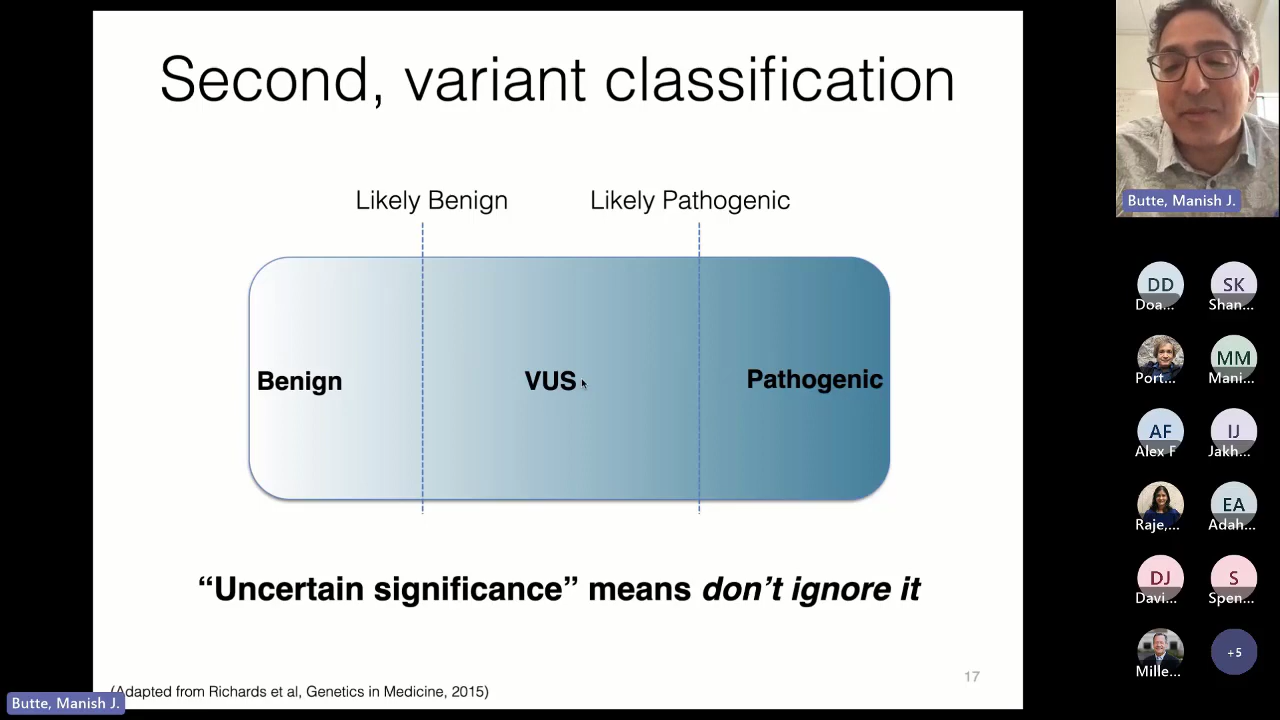 Second, variant classification
Likely Benign
Likely Pathogenic
Benign
VUS
Pathogenic
“Uncertain significance” means don’t ignore it
17
(Adapted from Richards et al, Genetics in Medicine, 2015)
Butte, Manish J.
Butte, Manish J.
DD
Doa...
SK
Shan...
Port...
MM
Mani...
AF
Alex F
IJ
Jakh...
Raje,...
EA
Adah...
DJ
Davi...
S
Spen...
Mille...
+5